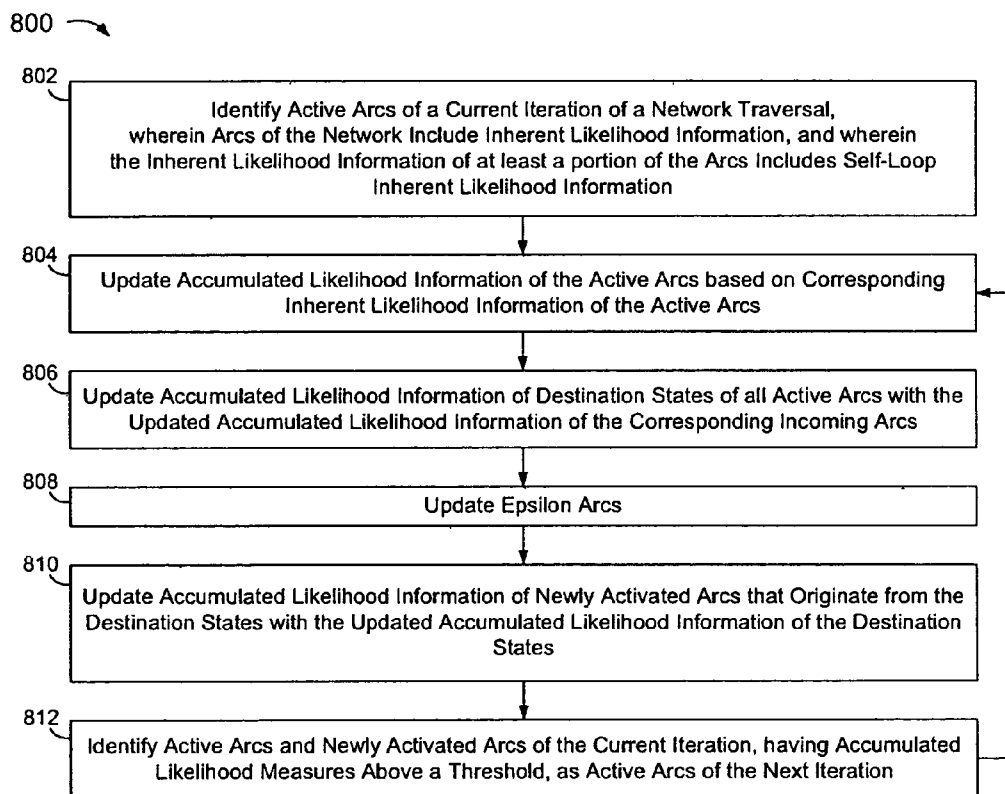 800
802
Identify Active Arcs of a Current Iteration of a Network Traversal,
wherein Arcs of the Network Include Inherent Likelihood Information, and wherein
the Inherent Likelihood Information of at least a portion of the Arcs Includes Self-Loop
Inherent Likelihood Information
804
Update Accumulated Likelihood Information of the Active Arcs based on Corresponding
Inherent Likelihood Information of the Active Arcs
806
Update Accumulated Likelihood Information of Destination States of all Active Arcs with the
Updated Accumulated Likelihood Information of the Corresponding Incoming Arcs
808
Update Epsilon Arcs
810
Update Accumulated Likelihood Information of Newly Activated Arcs that Originate from the
Destination States with the Updated Accumulated Likelihood Information of the Destination
States
812
Identify Active Arcs and Newly Activated Arcs of the Current Iteration, having Accumulated
Likelihood Measures Above a Threshold, as Active Arcs of the Next Iteration